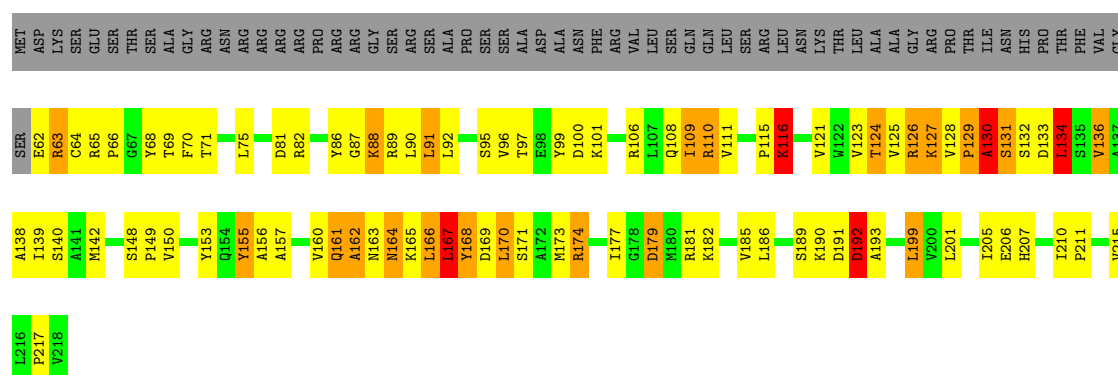 MET ASP LYS SER GLU SER THR SER ALA GLY ARG ASN ARG ARG ARG ARG PRO ARG ARG GLY SER ARG SER ALA PRO SER SER ALA ASP ALA ASN PHE ARG VAL LEU SER GLN GLN LEU SER ARG LEU ASN LYS THR LEU ALA ALA GLY ARG PRO THR ILE ASN HIS PRO THR PHE VAL GLY
SER E62 R63 C64 R65 P66 G67 Y68 T69 F70 T71 L75 D81 R82 Y86 G87 K88 R89 L90 L91 L92 S95 V96 T97 E98 Y99 D100 K101 R106 L107 Q108 I109 R110 V111 P115 K116 V121 W122 V123 T124 V125 R126 K127 V128 P129 A130 S131 S132 D133 L134 S135 V136 A137
A138 I139 S140 A141 M142 S148 P149 V150 Y153 Q154 Y155 A156 A157 V160 Q161 A162 N163 N164 K165 L166 L167 Y168 D169 L170 S171 A172 M173 R174 I177 G178 D179 M180 R181 K182 V185 L186 S189 K190 D191 D192 A193 L199 V200 L201 I205 E206 H207 I210 P211 V215
L216 P217 V218